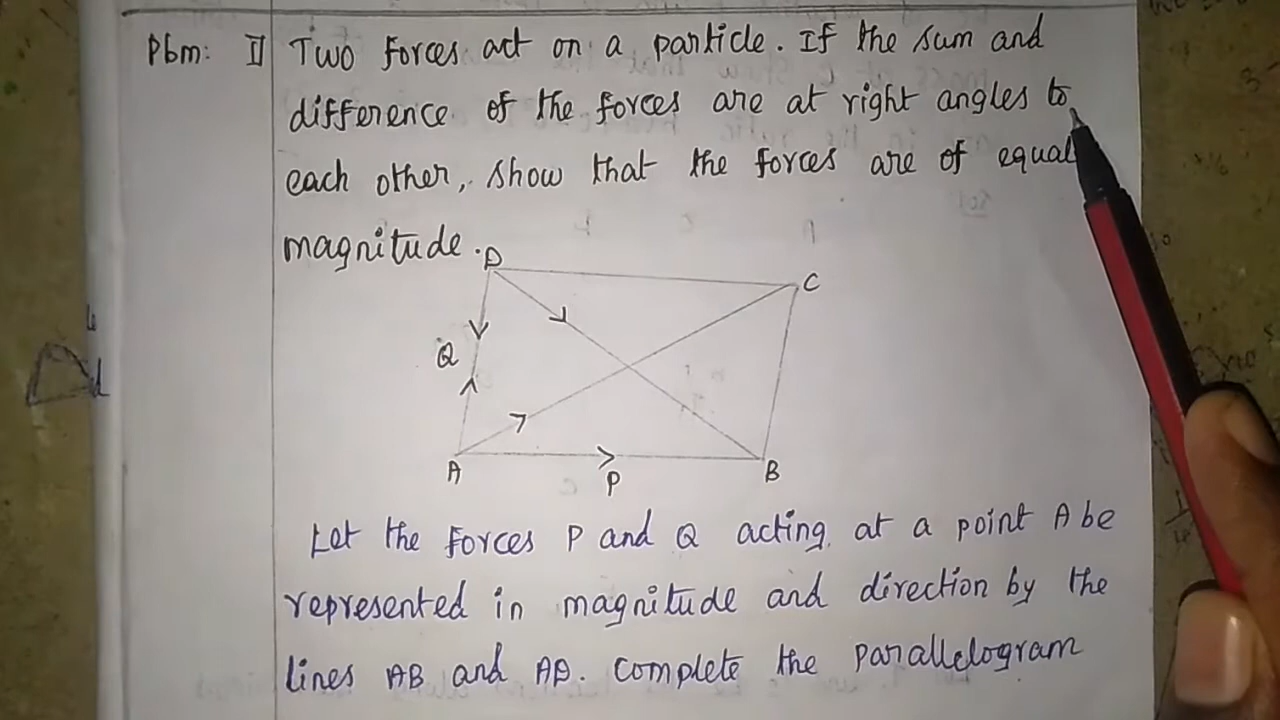 Pbm: II Two forces act on a particle. If the sum and
difference of the forces are at right angles to
each other, show that the forces are of equal
magnitude.
D
C
Q
A
P
B
Let the forces P and Q acting at a point A be
represented in magnitude and direction by the
lines AB and AD. Complete the parallelogram